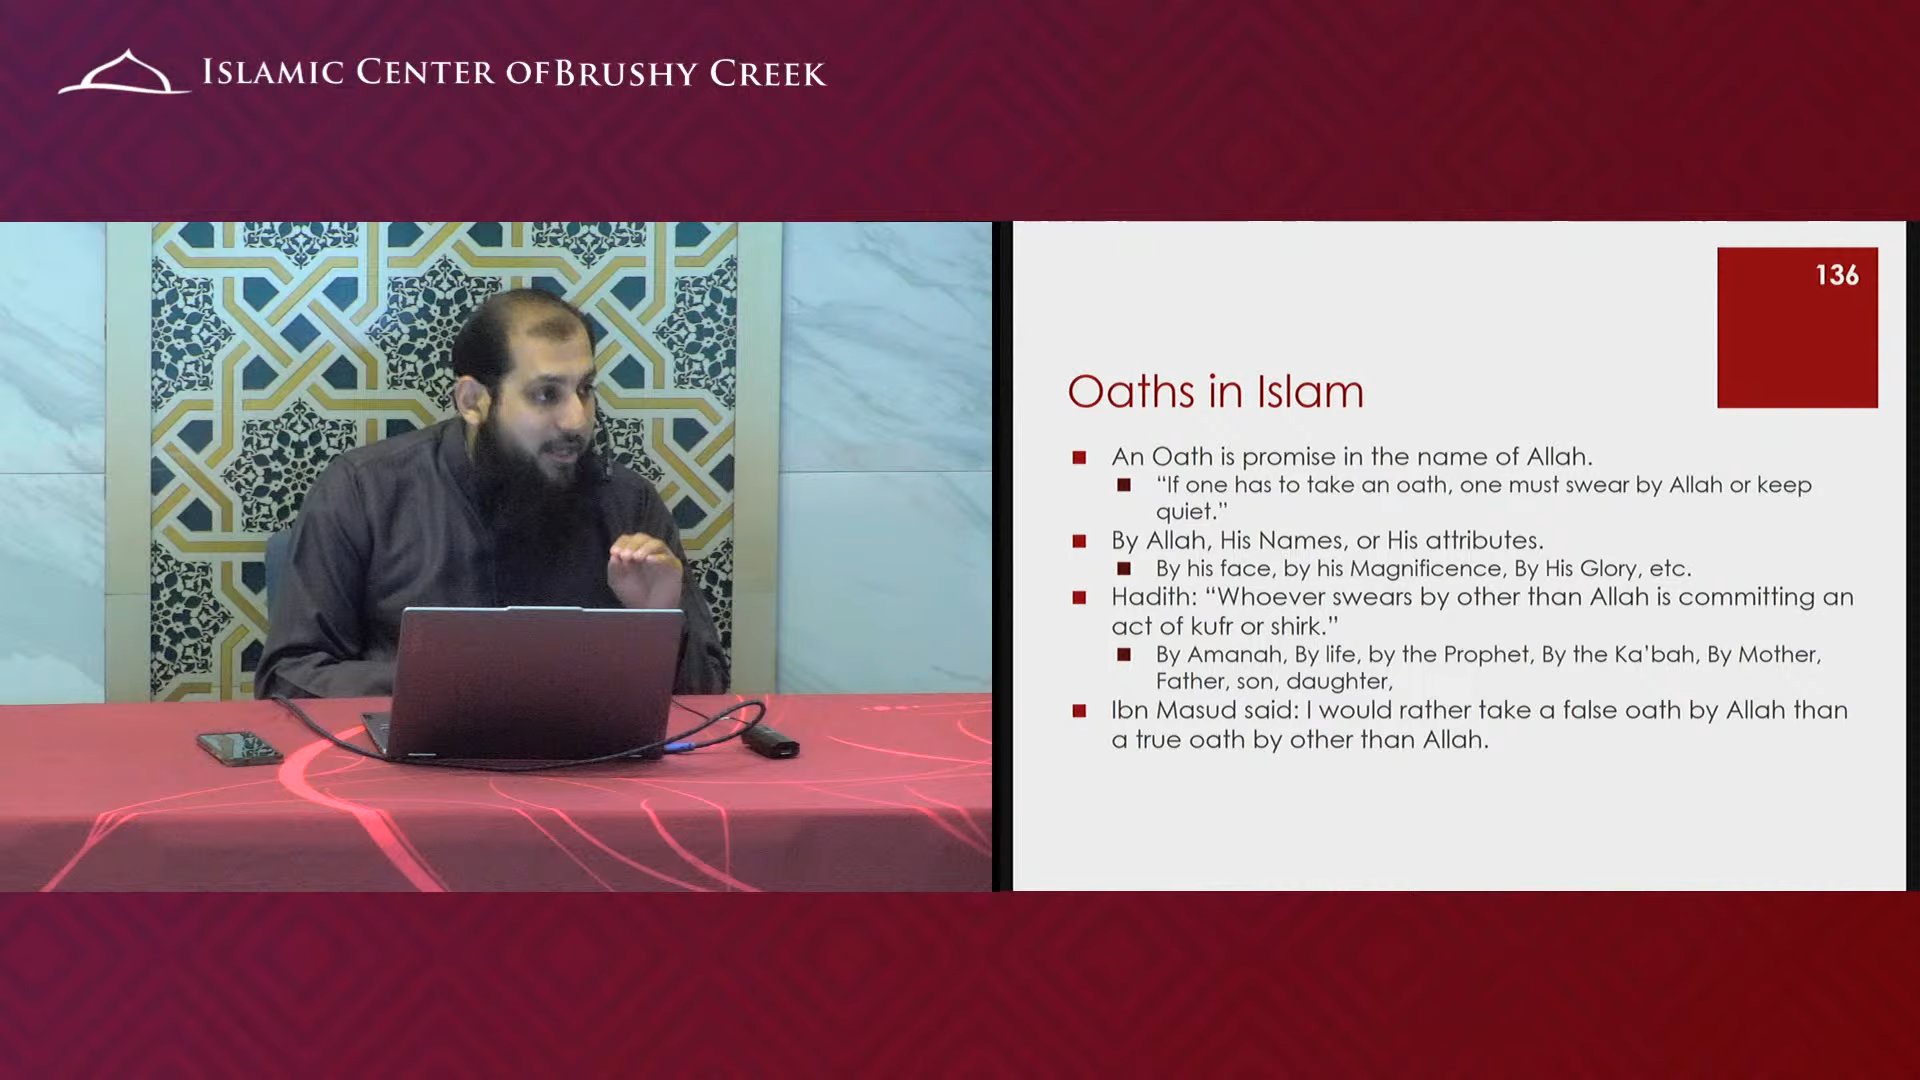 ISLAMIC CENTER OF BRUSHY CREEK
136
Oaths in Islam
An Oath is promise in the name of Allah.
“If one has to take an oath, one must swear by Allah or keep
quiet.”
By Allah, His Names, or His attributes.
By his face, by his Magnificence, By His Glory, etc.
Hadith: “Whoever swears by other than Allah is committing an
act of kufr or shirk.”
By Amanah, By life, by the Prophet, By the Ka’bah, By Mother,
Father, son, daughter,
Ibn Masud said: I would rather take a false oath by Allah than
a true oath by other than Allah.